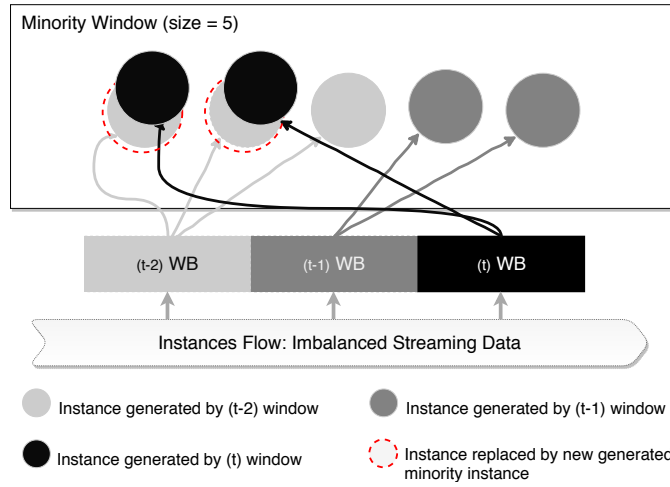 Minority Window (size = 5)
(t-2) WB
(t-1) WB
(t) WB
Instances Flow: Imbalanced Streaming Data
Instance generated by (t-2) window
Instance generated by (t-1) window
Instance generated by (t) window
Instance replaced by new generated
minority instance